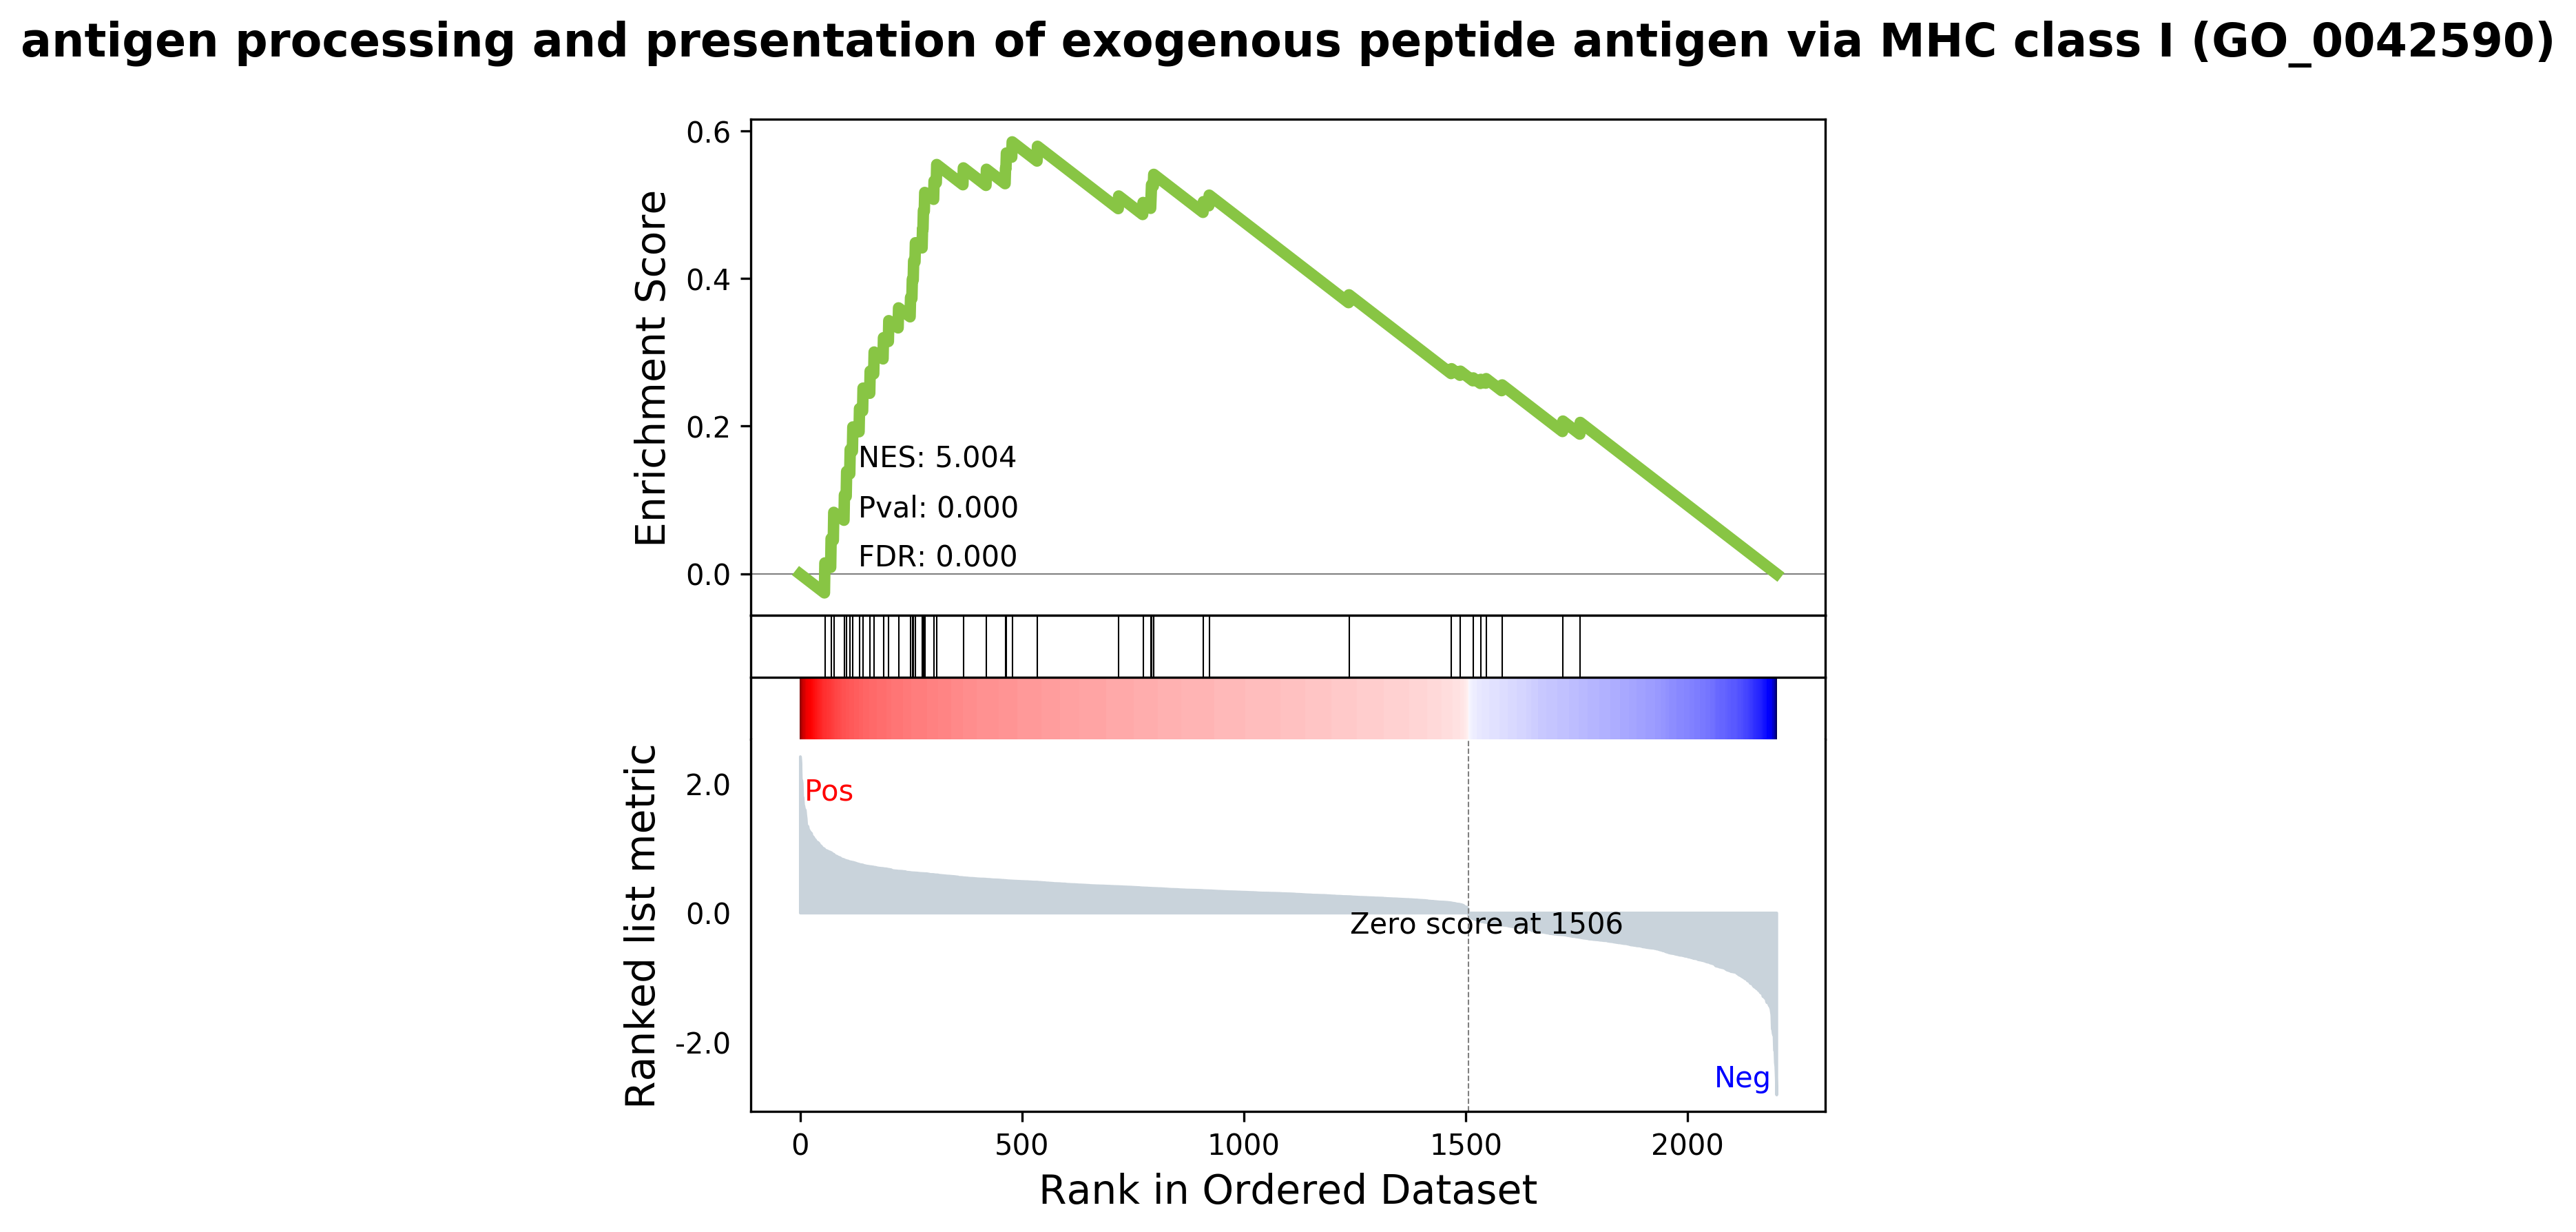 antigen processing and presentation of exogenous peptide antigen via MHC class I (GO_0042590)
Enrichment Score
0.6
0.4
0.2
0.0
NES: 5.004
Pval: 0.000
FDR: 0.000
Ranked list metric
2.0
0.0
-2.0
Pos
Zero score at 1506
Neg
0 500 1000 1500 2000
Rank in Ordered Dataset